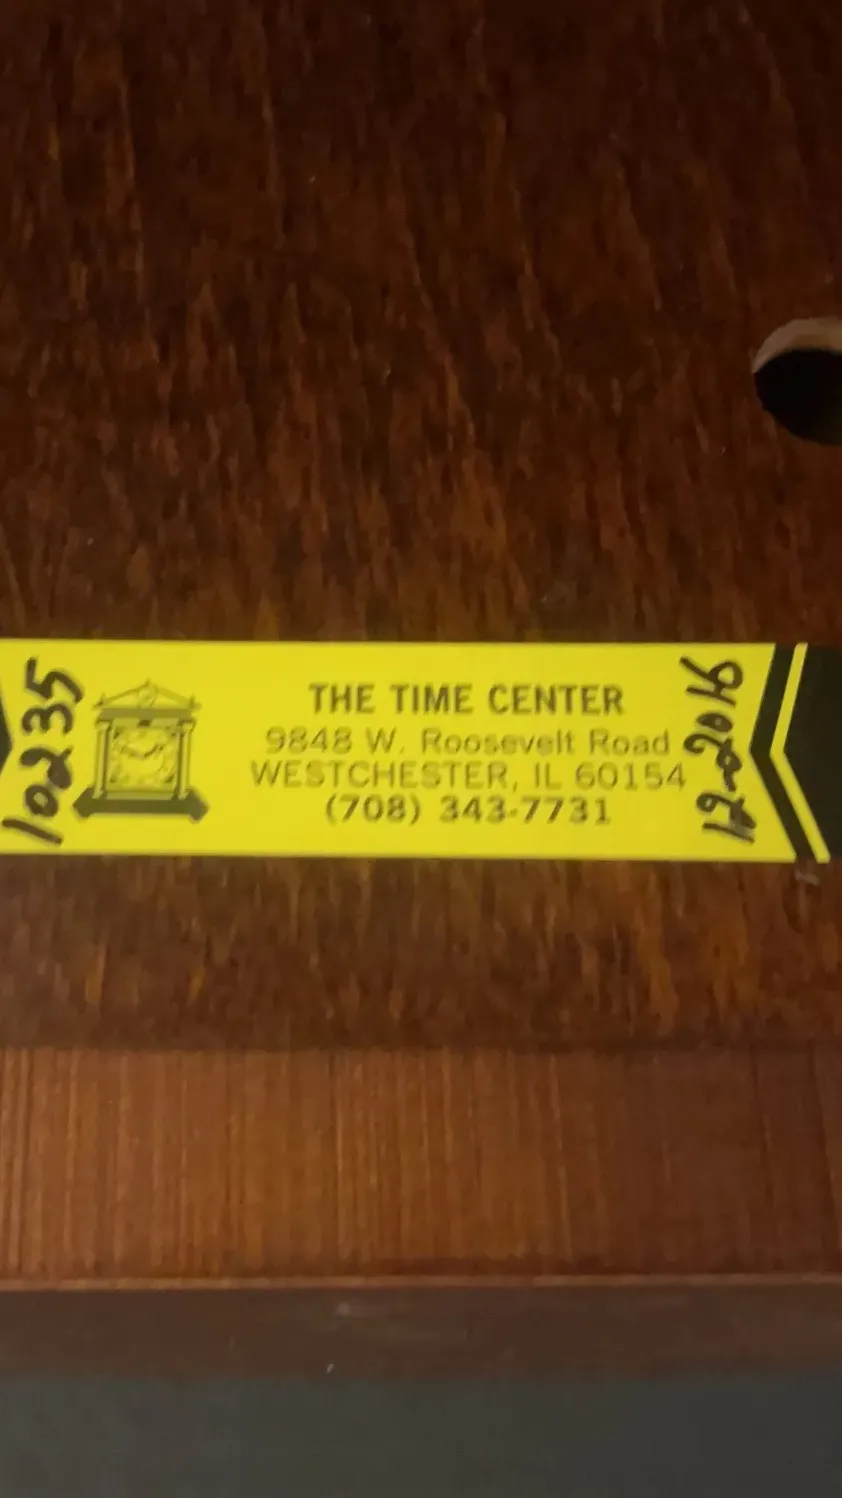 10235
THE TIME CENTER
9848 W. Roosevelt Road
WESTCHESTER, IL 60154
(708) 343-7731
12-2016